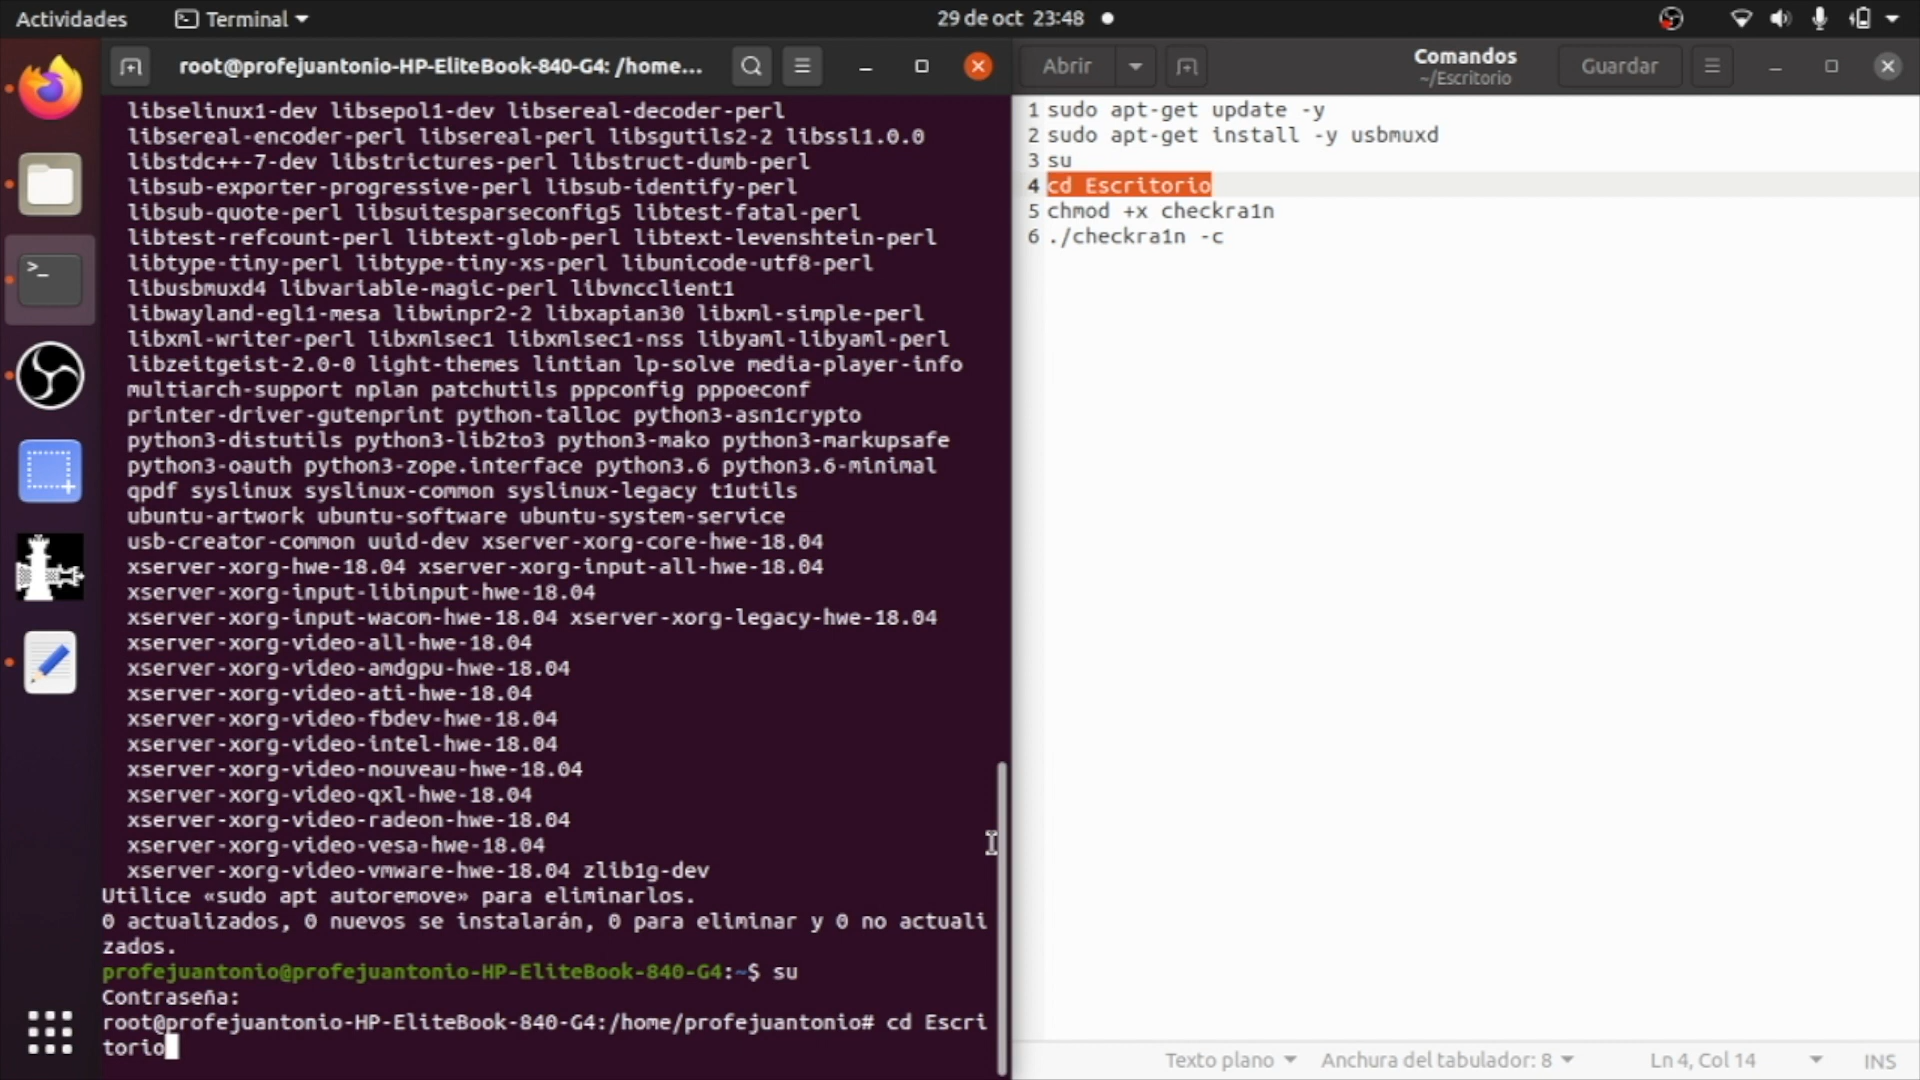 Actividades
Terminal
29 de oct 23:48
root@profejuantonio-HP-EliteBook-840-G4: /home...
libselinux1-dev libsepol1-dev libsereal-decoder-perl
libsereal-encoder-perl libsereal-perl libsgutils2-2 libssl1.0.0
libstdc++-7-dev libstrictures-perl libstruct-dumb-perl
libsub-exporter-progressive-perl libsub-identify-perl
libsub-quote-perl libsuitesparseconfig5 libtest-fatal-perl
libtest-refcount-perl libtext-glob-perl libtext-levenshtein-perl
libtype-tiny-perl libtype-tiny-xs-perl libunicode-utf8-perl
libusbmuxd4 libvariable-magic-perl libvncclient1
libwayland-egl1-mesa libwinpr2-2 libxapian30 libxml-simple-perl
libxml-writer-perl libxmlsec1 libxmlsec1-nss libyaml-libyaml-perl
libzeitgeist-2.0-0 light-themes lintian lp-solve media-player-info
multiarch-support nplan patchutils pppconfig pppoeconf
printer-driver-gutenprint python-talloc python3-asn1crypto
python3-distutils python3-lib2to3 python3-mako python3-markupsafe
python3-oauth python3-zope.interface python3.6 python3.6-minimal
qpdf syslinux syslinux-common syslinux-legacy t1utils
ubuntu-artwork ubuntu-software ubuntu-system-service
usb-creator-common uuid-dev xserver-xorg-core-hwe-18.04
xserver-xorg-hwe-18.04 xserver-xorg-input-all-hwe-18.04
xserver-xorg-input-libinput-hwe-18.04
xserver-xorg-input-wacom-hwe-18.04 xserver-xorg-legacy-hwe-18.04
xserver-xorg-video-all-hwe-18.04
xserver-xorg-video-amdgpu-hwe-18.04
xserver-xorg-video-ati-hwe-18.04
xserver-xorg-video-fbdev-hwe-18.04
xserver-xorg-video-intel-hwe-18.04
xserver-xorg-video-nouveau-hwe-18.04
xserver-xorg-video-qxl-hwe-18.04
xserver-xorg-video-radeon-hwe-18.04
xserver-xorg-video-vesa-hwe-18.04
xserver-xorg-video-vmware-hwe-18.04 zlib1g-dev
Utilice «sudo apt autoremove» para eliminarlos.
0 actualizados, 0 nuevos se instalarán, 0 para eliminar y 0 no actuali
zados.
profejuantonio@profejuantonio-HP-EliteBook-840-G4:~$ su
Contraseña:
root@profejuantonio-HP-EliteBook-840-G4:/home/profejuantonio# cd Escri
torio
Abrir
Comandos
~/Escritorio
Guardar
1 sudo apt-get update -y
2 sudo apt-get install -y usbmuxd
3 su
4 cd Escritorio
5 chmod +x checkra1n
6 ./checkra1n -c
Texto plano
Anchura del tabulador: 8
Ln 4, Col 14
INS